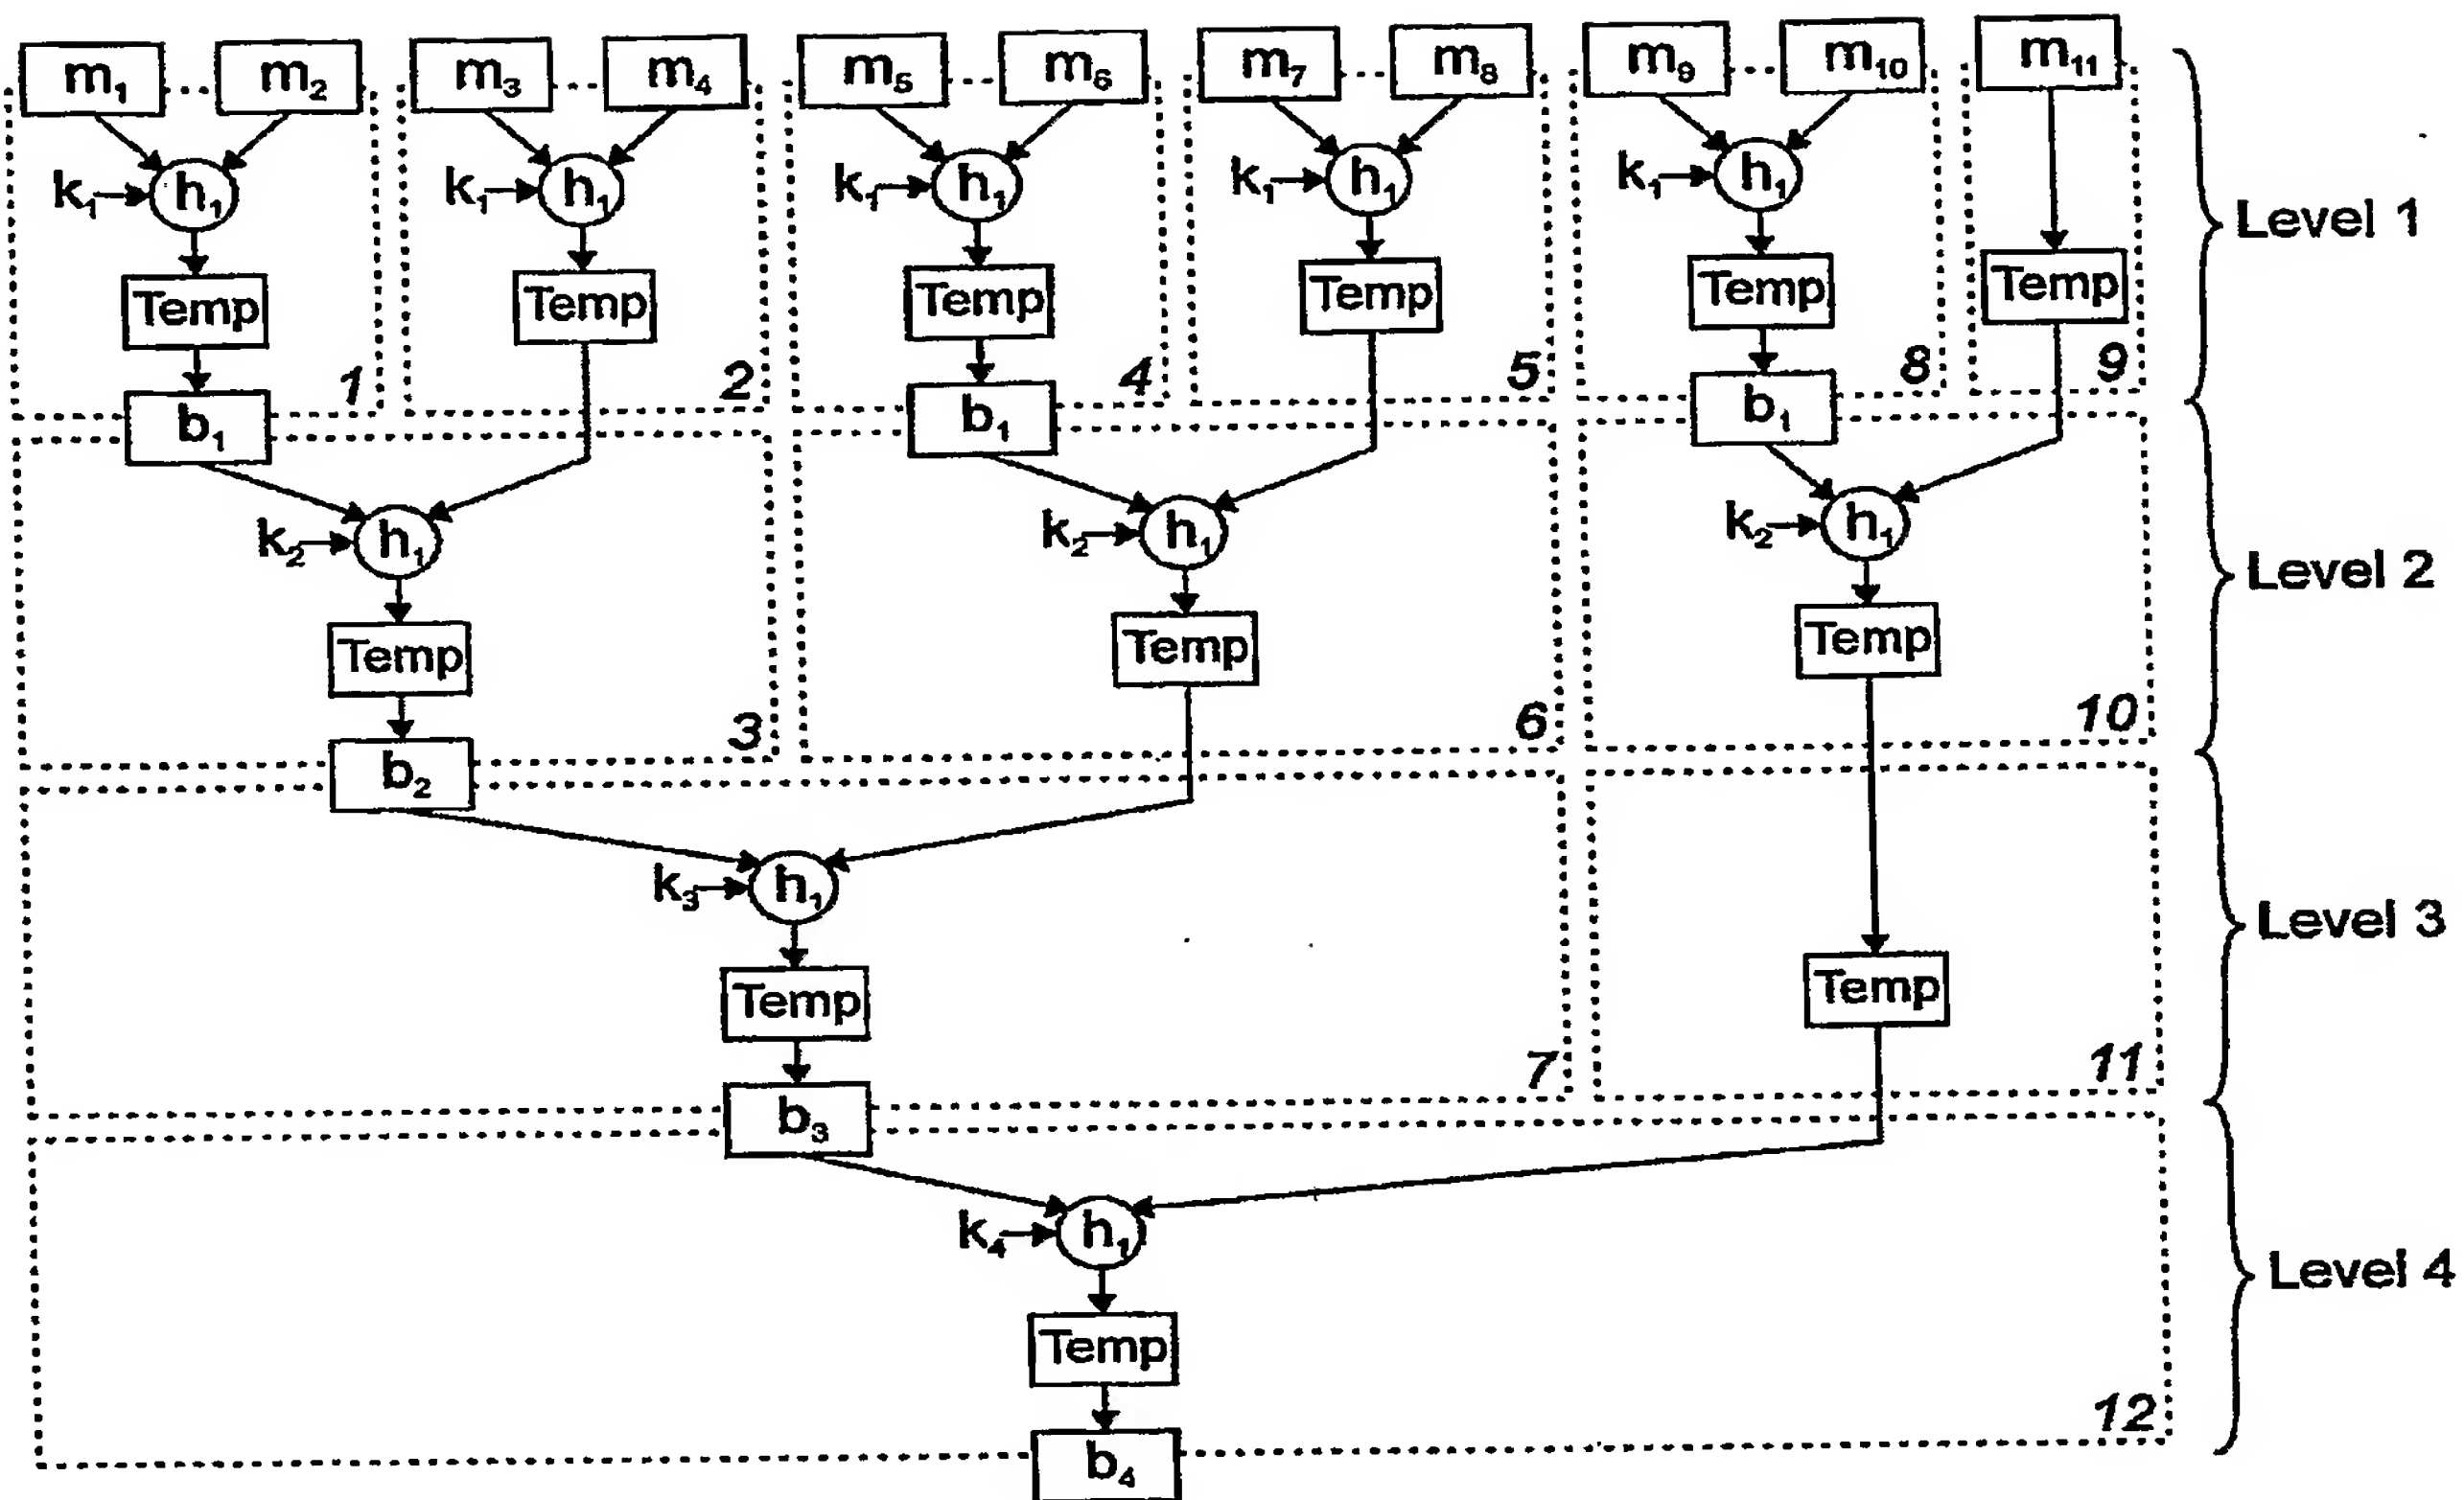 m₁ m₂ m₃ m₄ m₅ m₆ m₇ m₈ m₉ m₁₀ m₁₁
k₁ h₁ k₁ h₁ k₁ h₁ k₁ h₁ k₁ h₁ Level 1
Temp Temp Temp Temp Temp Temp
1 2 4 5 8 9
b₁ b₁ b₁
k₂ h₁ k₂ h₁ k₂ h₁ Level 2
Temp Temp Temp
3 6 10
b₂
k₃ h₁ Level 3
Temp Temp
7 11
b₃
k₄ h₁ Level 4
Temp
12
b₄